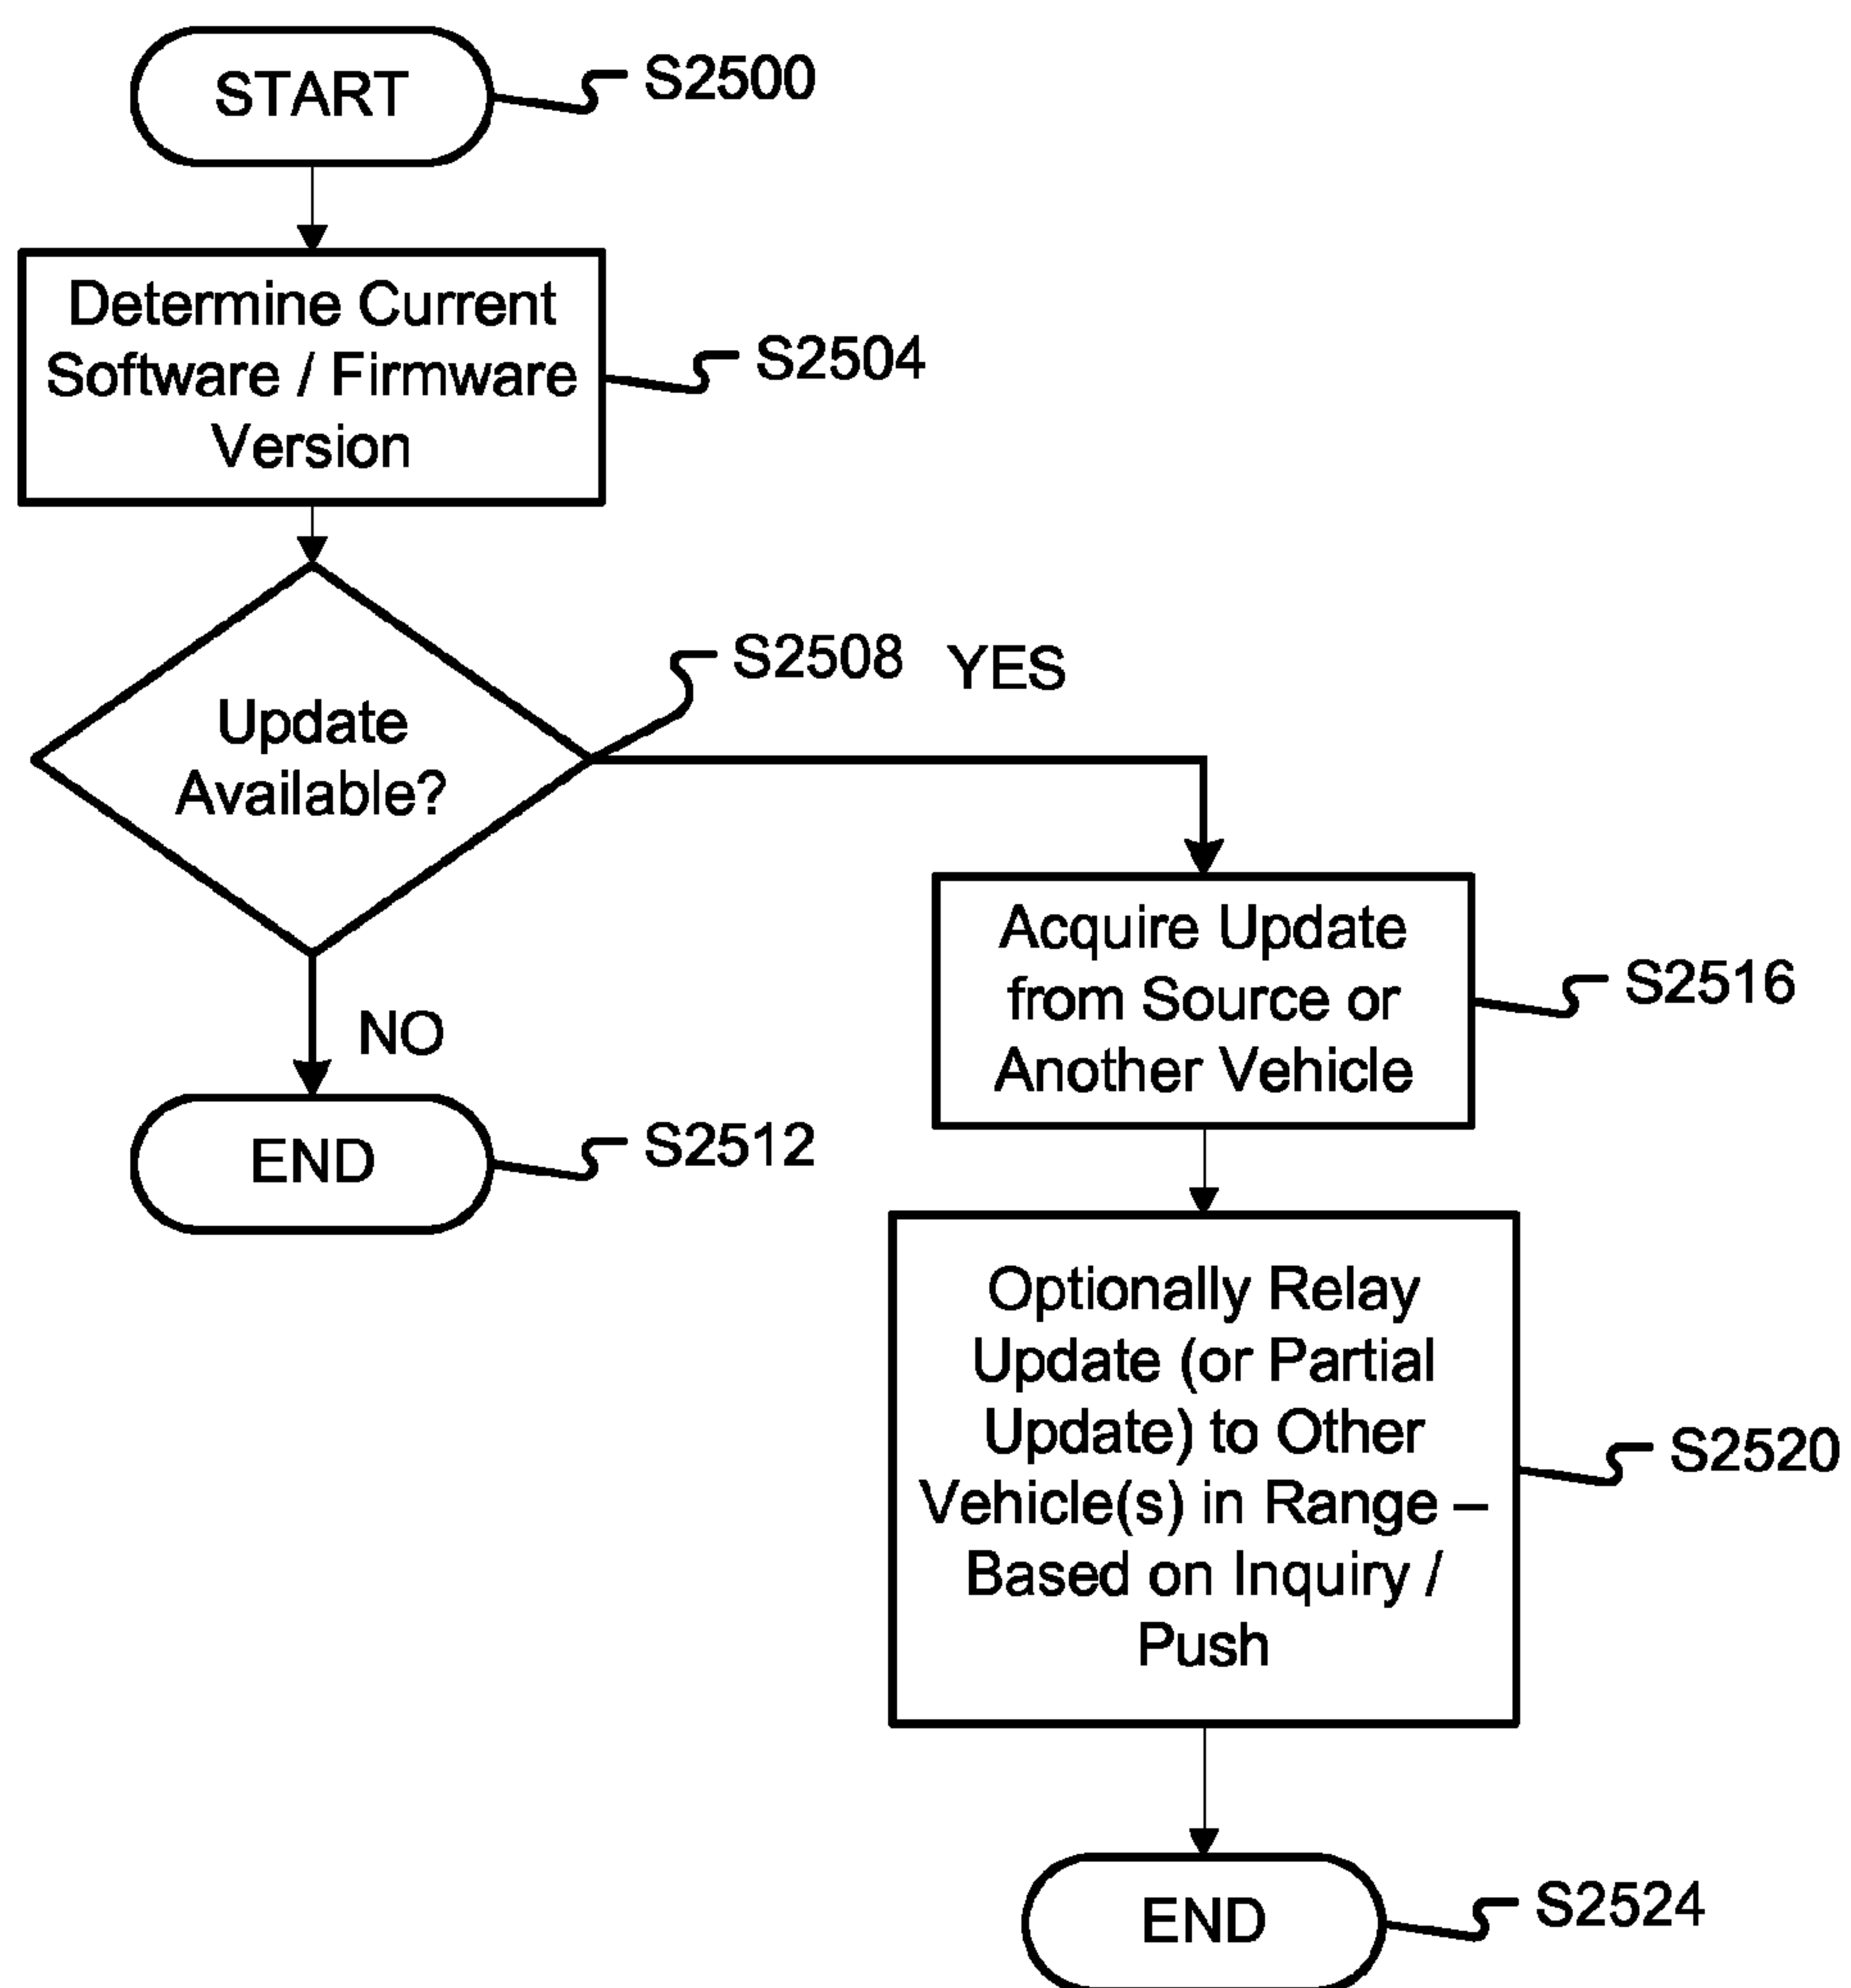 START
S2500
Determine Current
Software / Firmware
Version
S2504
Update
Available?
S2508
YES
NO
END
S2512
Acquire Update
from Source or
Another Vehicle
S2516
Optionally Relay
Update (or Partial
Update) to Other
Vehicle(s) in Range –
Based on Inquiry /
Push
S2520
END
S2524